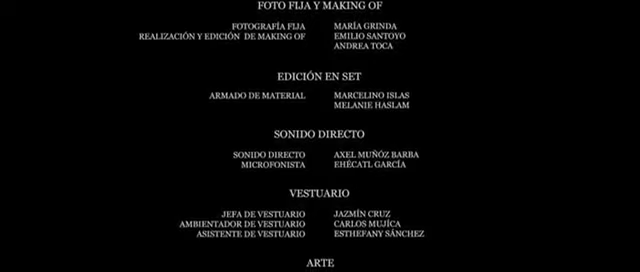 FOTO FIJA Y MAKING OF
FOTOGRAFÍA FIJA MARÍA GRINDA
REALIZACIÓN Y EDICIÓN DE MAKING OF EMILIO SANTOYO
ANDREA TOCA
EDICIÓN EN SET
ARMADO DE MATERIAL MARCELINO ISLAS
MELANIE HASLAM
SONIDO DIRECTO
SONIDO DIRECTO AXEL MUÑÓZ BARBA
MICROFONISTA EHÉCATL GARCÍA
VESTUARIO
JEFA DE VESTUARIO JAZMÍN CRUZ
AMBIENTADOR DE VESTUARIO CARLOS MUJÍCA
ASISTENTE DE VESTUARIO ESTHEFANY SÁNCHEZ
ARTE